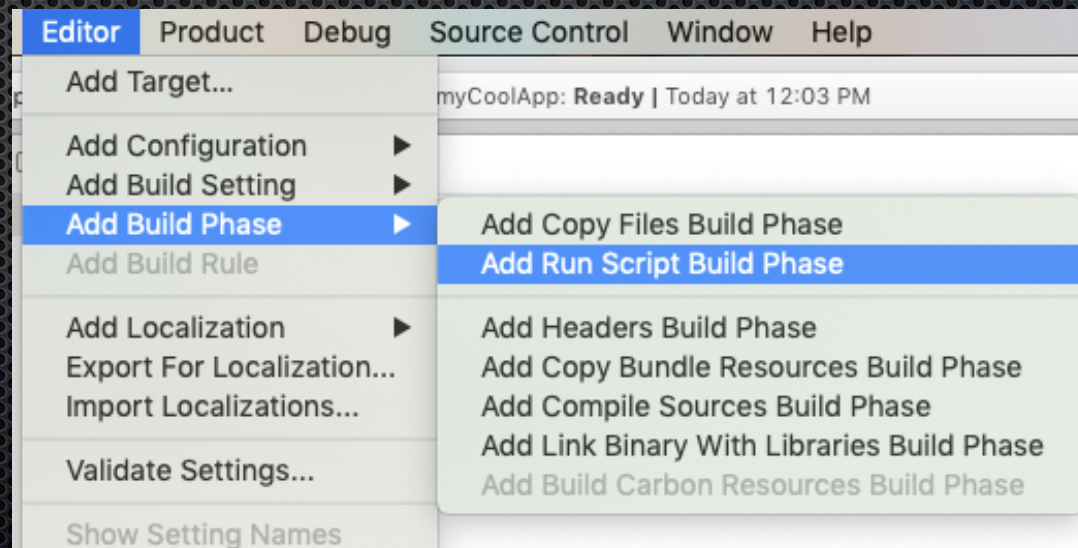 Editor Product Debug Source Control Window Help
Add Target...
myCoolApp: Ready | Today at 12:03 PM
Add Configuration
Add Build Setting
Add Build Phase
Add Build Rule
Add Localization
Export For Localization...
Import Localizations...
Validate Settings...
Show Setting Names
Add Copy Files Build Phase
Add Run Script Build Phase
Add Headers Build Phase
Add Copy Bundle Resources Build Phase
Add Compile Sources Build Phase
Add Link Binary With Libraries Build Phase
Add Build Carbon Resources Build Phase